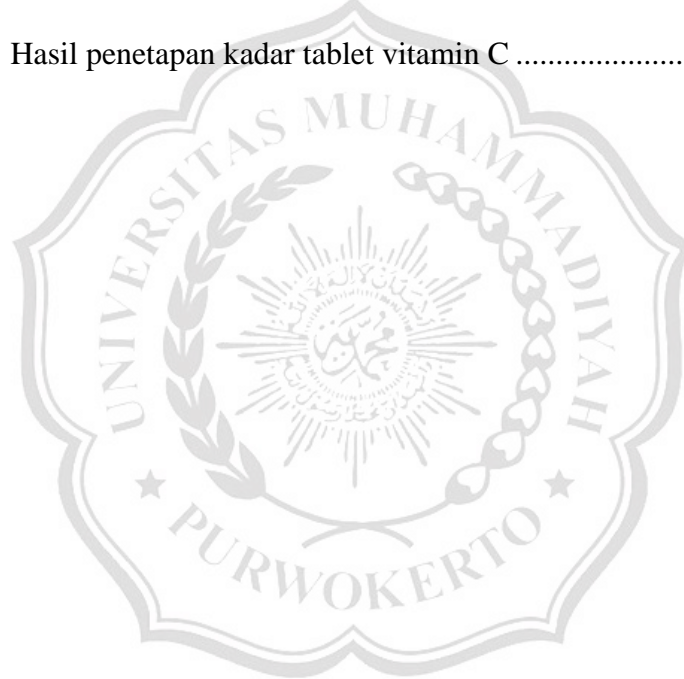 Hasil penetapan kadar tablet vitamin C .....................
UNIVERSITAS MUHAMMADIYAH
PURWOKERTO